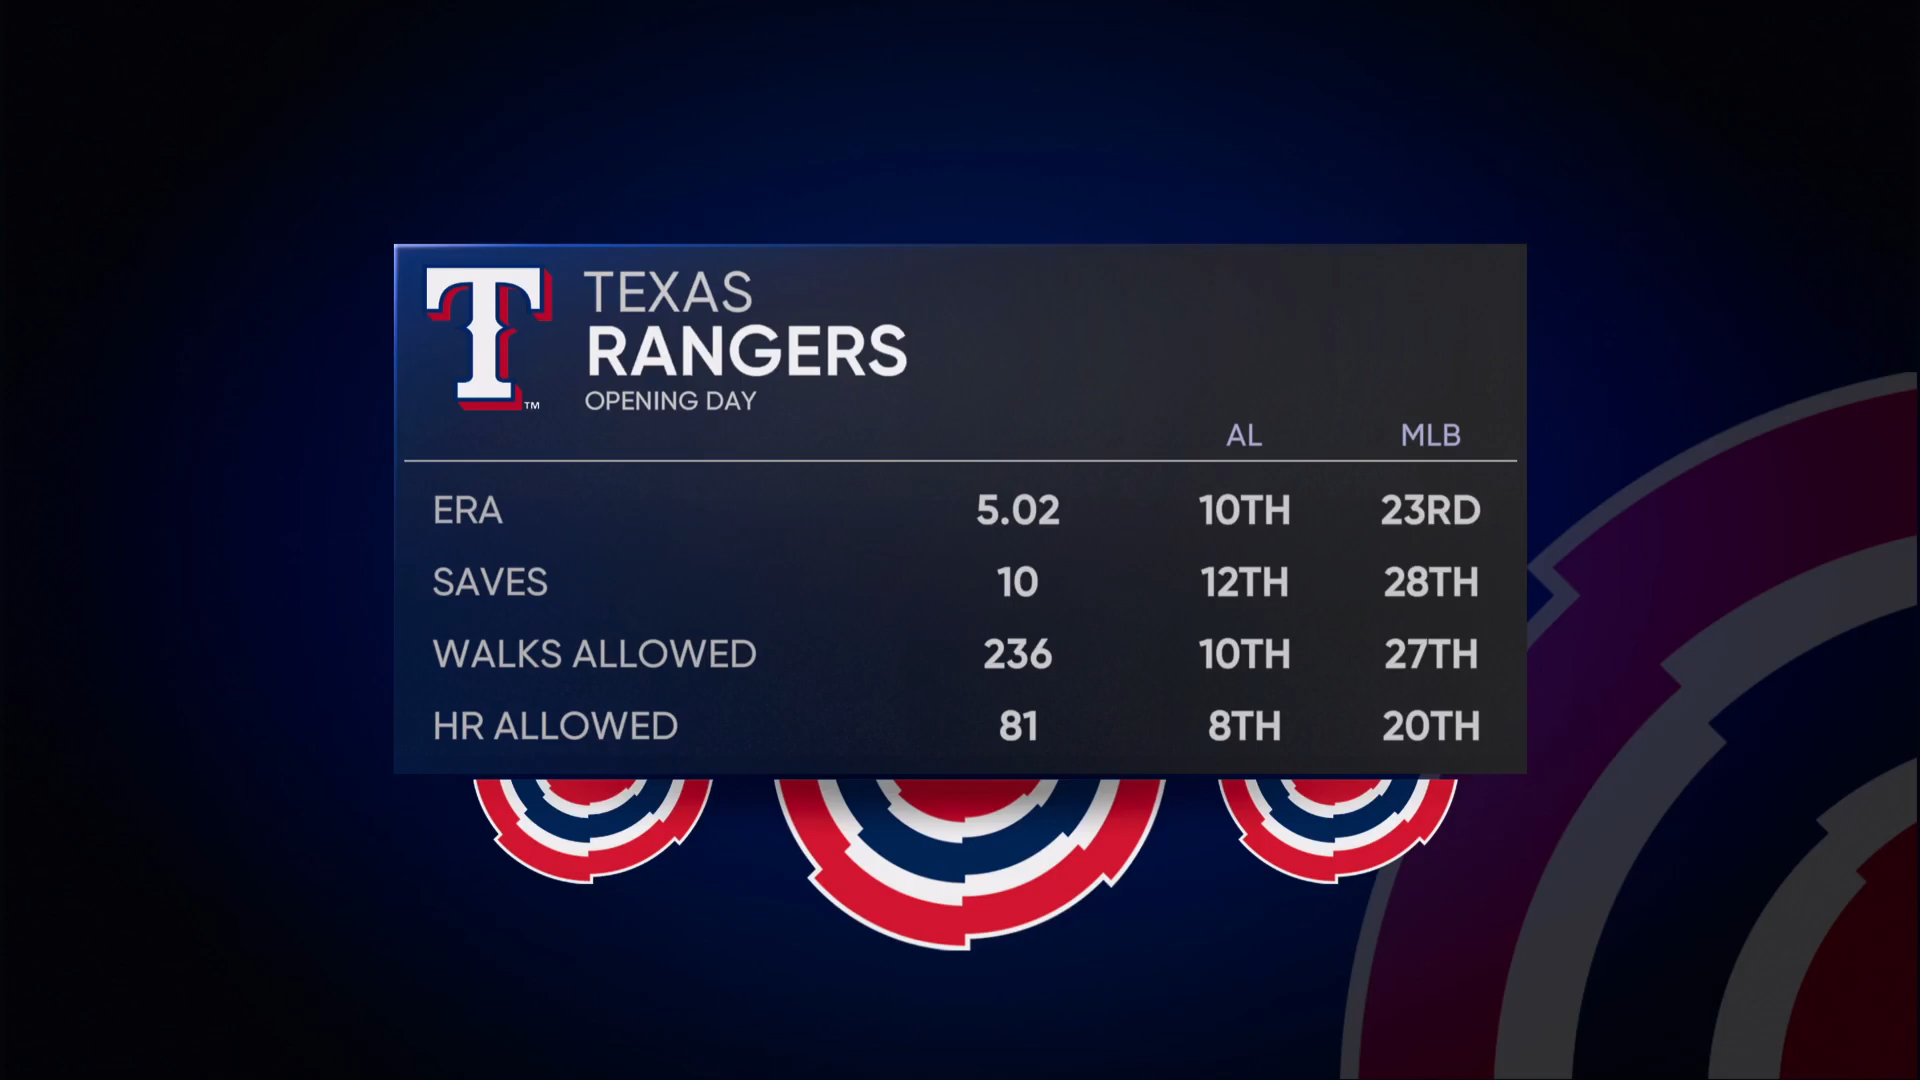 T™
TEXAS
RANGERS
OPENING DAY
AL MLB
ERA 5.02 10TH 23RD
SAVES 10 12TH 28TH
WALKS ALLOWED 236 10TH 27TH
HR ALLOWED 81 8TH 20TH